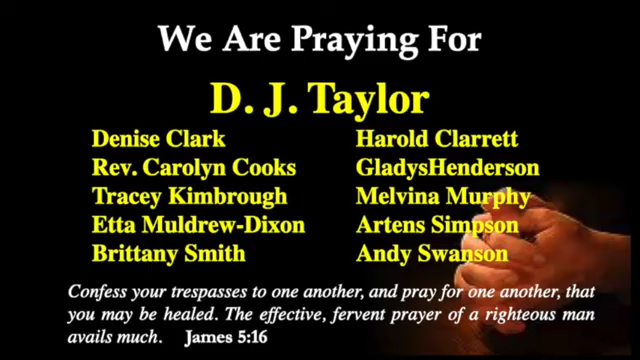 We Are Praying For
D. J. Taylor
Denise Clark
Rev. Carolyn Cooks
Tracey Kimbrough
Etta Muldrew-Dixon
Brittany Smith
Harold Clarrett
GladysHenderson
Melvina Murphy
Artens Simpson
Andy Swanson
Confess your trespasses to one another, and pray for one another, that
you may be healed. The effective, fervent prayer of a righteous man
avails much. James 5:16